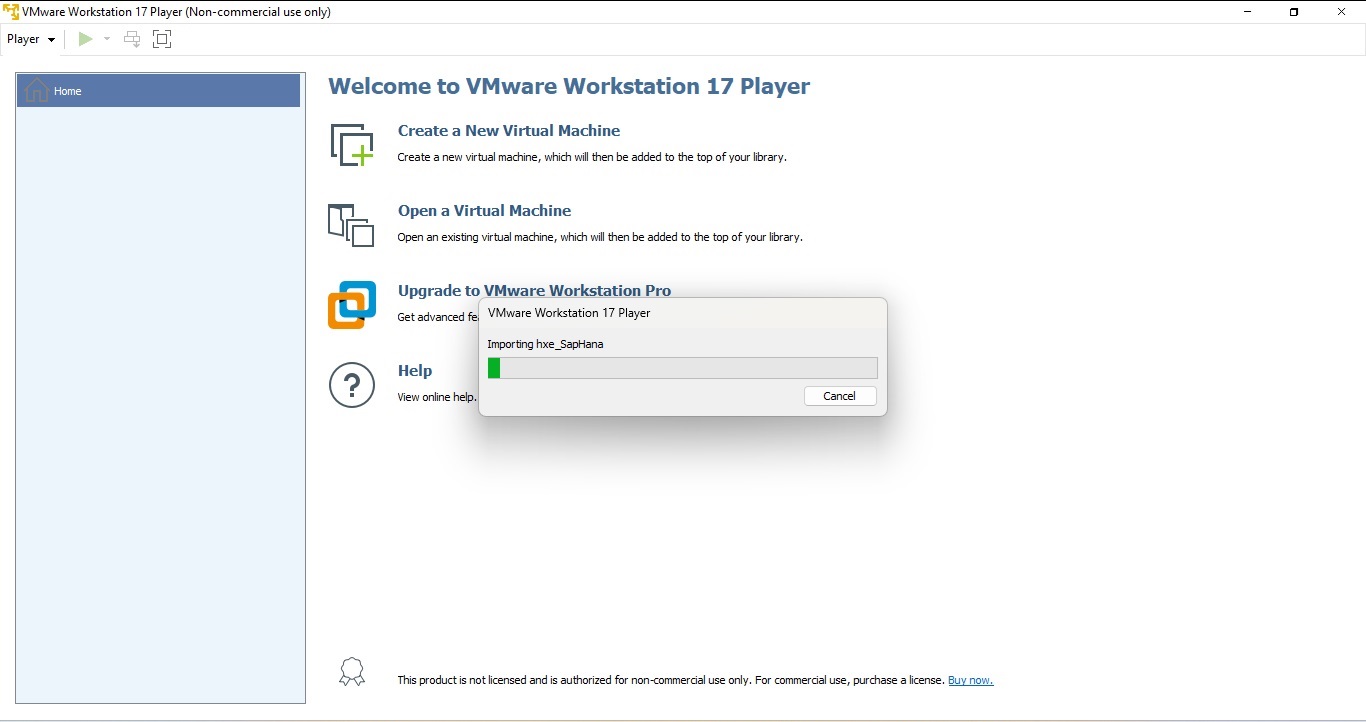 VMware Workstation 17 Player (Non-commercial use only)
Player
Home
Welcome to VMware Workstation 17 Player
Create a New Virtual Machine
Create a new virtual machine, which will then be added to the top of your library.
Open a Virtual Machine
Open an existing virtual machine, which will then be added to the top of your library.
Upgrade to VMware Workstation Pro
Get advanced fe
VMware Workstation 17 Player
Importing hxe_SapHana
Cancel
Help
View online help.
This product is not licensed and is authorized for non-commercial use only. For commercial use, purchase a license. Buy now.